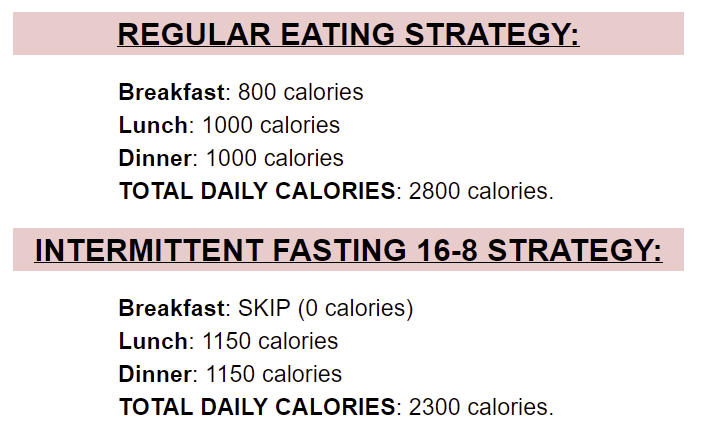 REGULAR EATING STRATEGY:
Breakfast: 800 calories
Lunch: 1000 calories
Dinner: 1000 calories
TOTAL DAILY CALORIES: 2800 calories.
INTERMITTENT FASTING 16-8 STRATEGY:
Breakfast: SKIP (0 calories)
Lunch: 1150 calories
Dinner: 1150 calories
TOTAL DAILY CALORIES: 2300 calories.